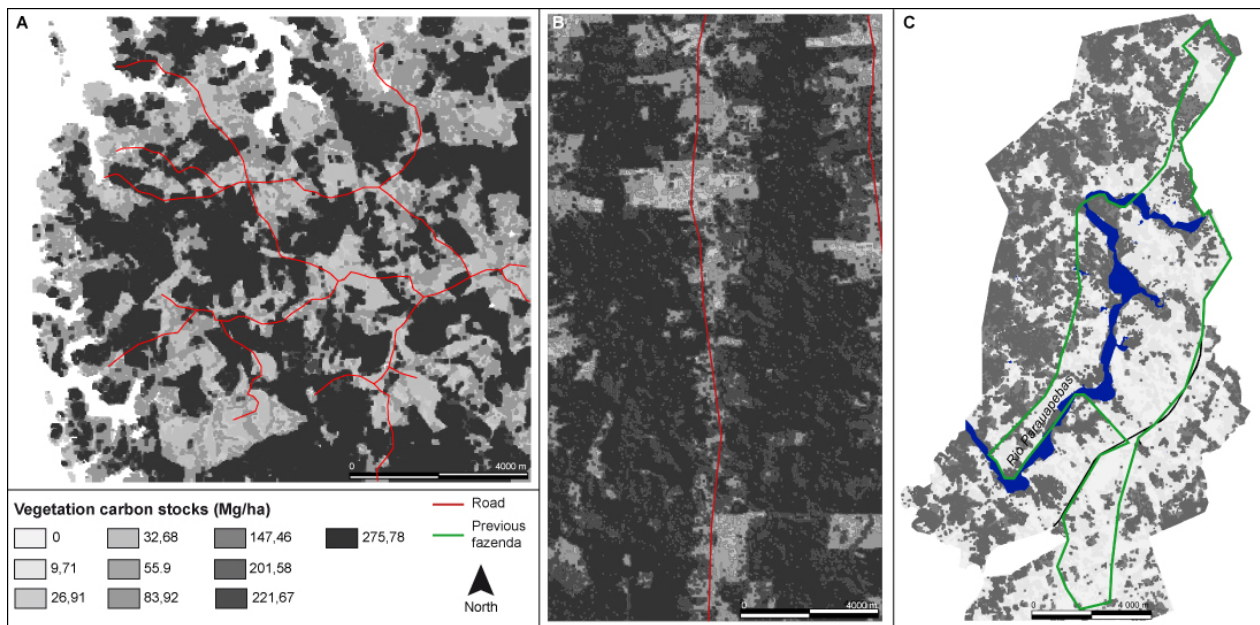 A
0 4000 m
Vegetation carbon stocks (Mg/ha)
0
9,71
26,91
32,68
55.9
83,92
147,46
201,58
221,67
275,78
Road
Previous
fazenda
North
B
0 4000 m
C
Rio Parauapebas
0 4 000 m